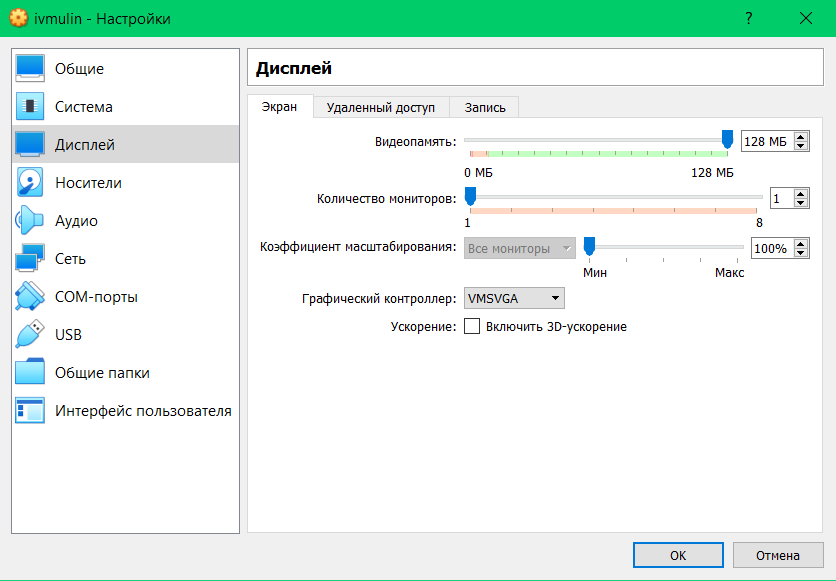 ivmulin - Настройки
?
Общие
Система
Дисплей
Носители
Аудио
Сеть
COM-порты
USB
Общие папки
Интерфейс пользователя
Дисплей
Экран
Удаленный доступ
Запись
Видеопамять:
128 МБ
0 МБ
128 МБ
Количество мониторов:
1
1
8
Коэффициент масштабирования:
Все мониторы
100%
Мин
Макс
Графический контроллер:
VMSVGA
Ускорение:
Включить 3D-ускорение
OK
Отмена